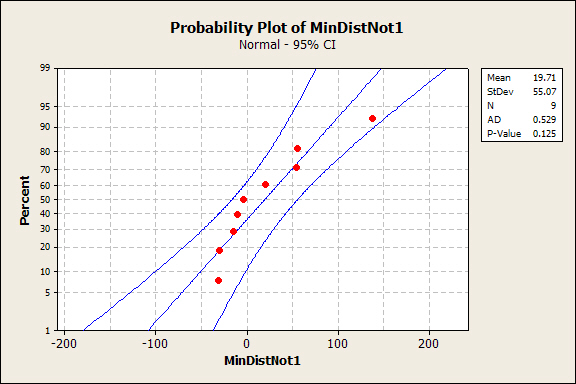 Probability Plot of MinDistNot1
Normal - 95% CI
Mean 19.71
StDev 55.07
N 9
AD 0.529
P-Value 0.125
Percent
99
95
90
80
70
60
50
40
30
20
10
5
1
-200 -100 0 100 200
MinDistNot1